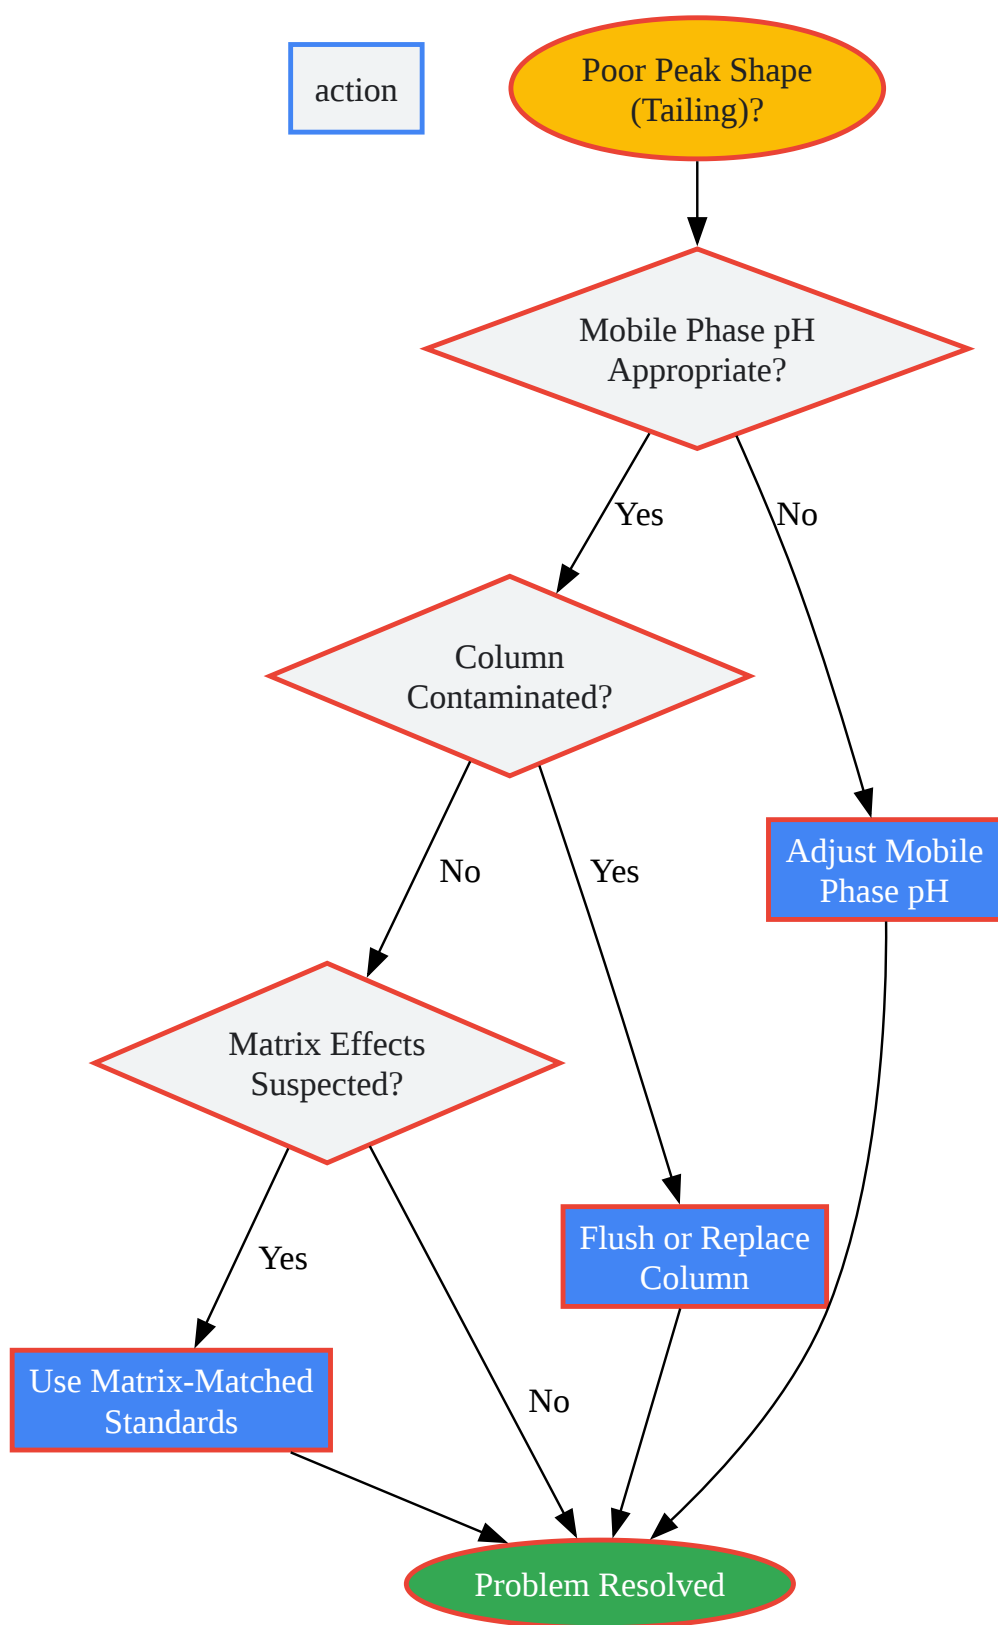 action
Poor Peak Shape
(Tailing)?
Mobile Phase pH
Appropriate?
Yes
No
Column
Contaminated?
Adjust Mobile
Phase pH
No
Yes
Matrix Effects
Suspected?
Flush or Replace
Column
Yes
Use Matrix-Matched
Standards
No
Problem Resolved